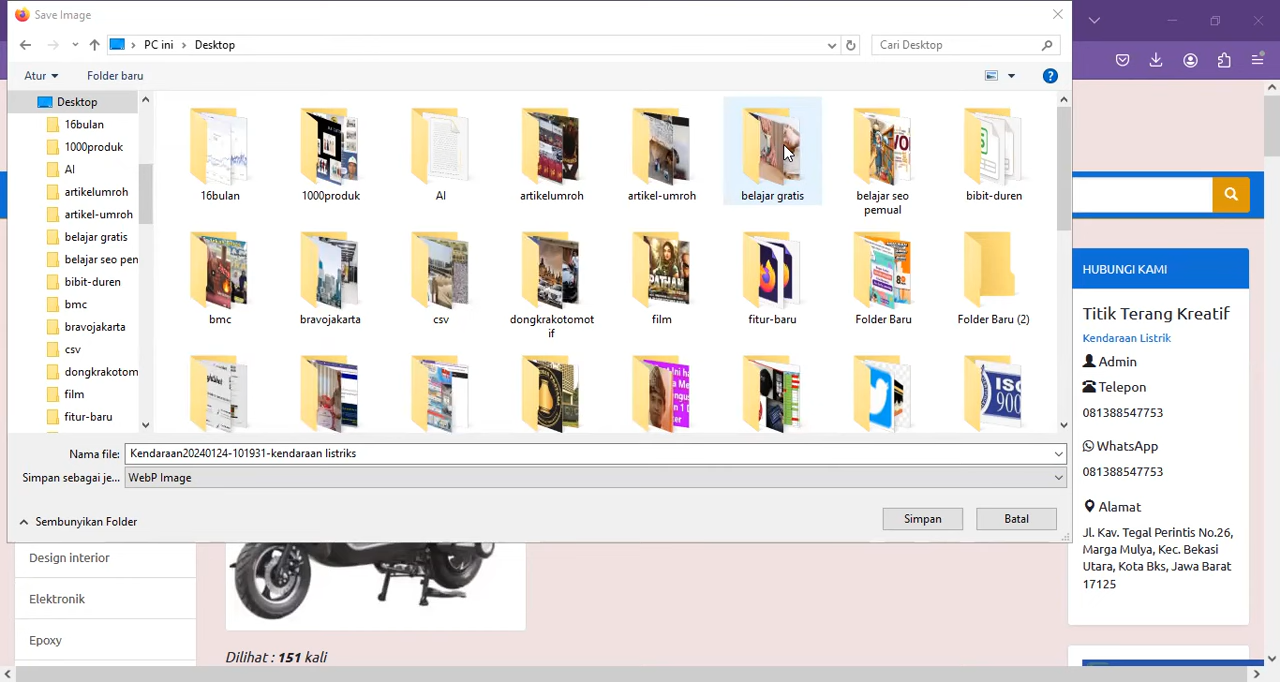 Save Image
PC ini
Desktop
Cari Desktop
Atur
Folder baru
Desktop
16bulan
1000produk
AI
artikelumroh
artikel-umroh
belajar gratis
belajar seo pen
bibit-duren
bmc
bravojakarta
csv
dongkrakotom
film
fitur-baru
16bulan
1000produk
AI
artikelumroh
artikel-umroh
belajar gratis
belajar seo
pemual
bibit-duren
bmc
bravojakarta
csv
dongkrakotomot
if
film
fitur-baru
Folder Baru
Folder Baru (2)
Nama file:
Kendaraan20240124-101931-kendaraan listriks
Simpan sebagai je...
WebP Image
Sembunyikan Folder
Simpan
Batal
Design interior
Elektronik
Epoxy
Dilihat : 151 kali
HUBUNGI KAMI
Titik Terang Kreatif
Kendaraan Listrik
Admin
Telepon
081388547753
WhatsApp
081388547753
Alamat
Jl. Kav. Tegal Perintis No.26,
Marga Mulya, Kec. Bekasi
Utara, Kota Bks, Jawa Barat
17125